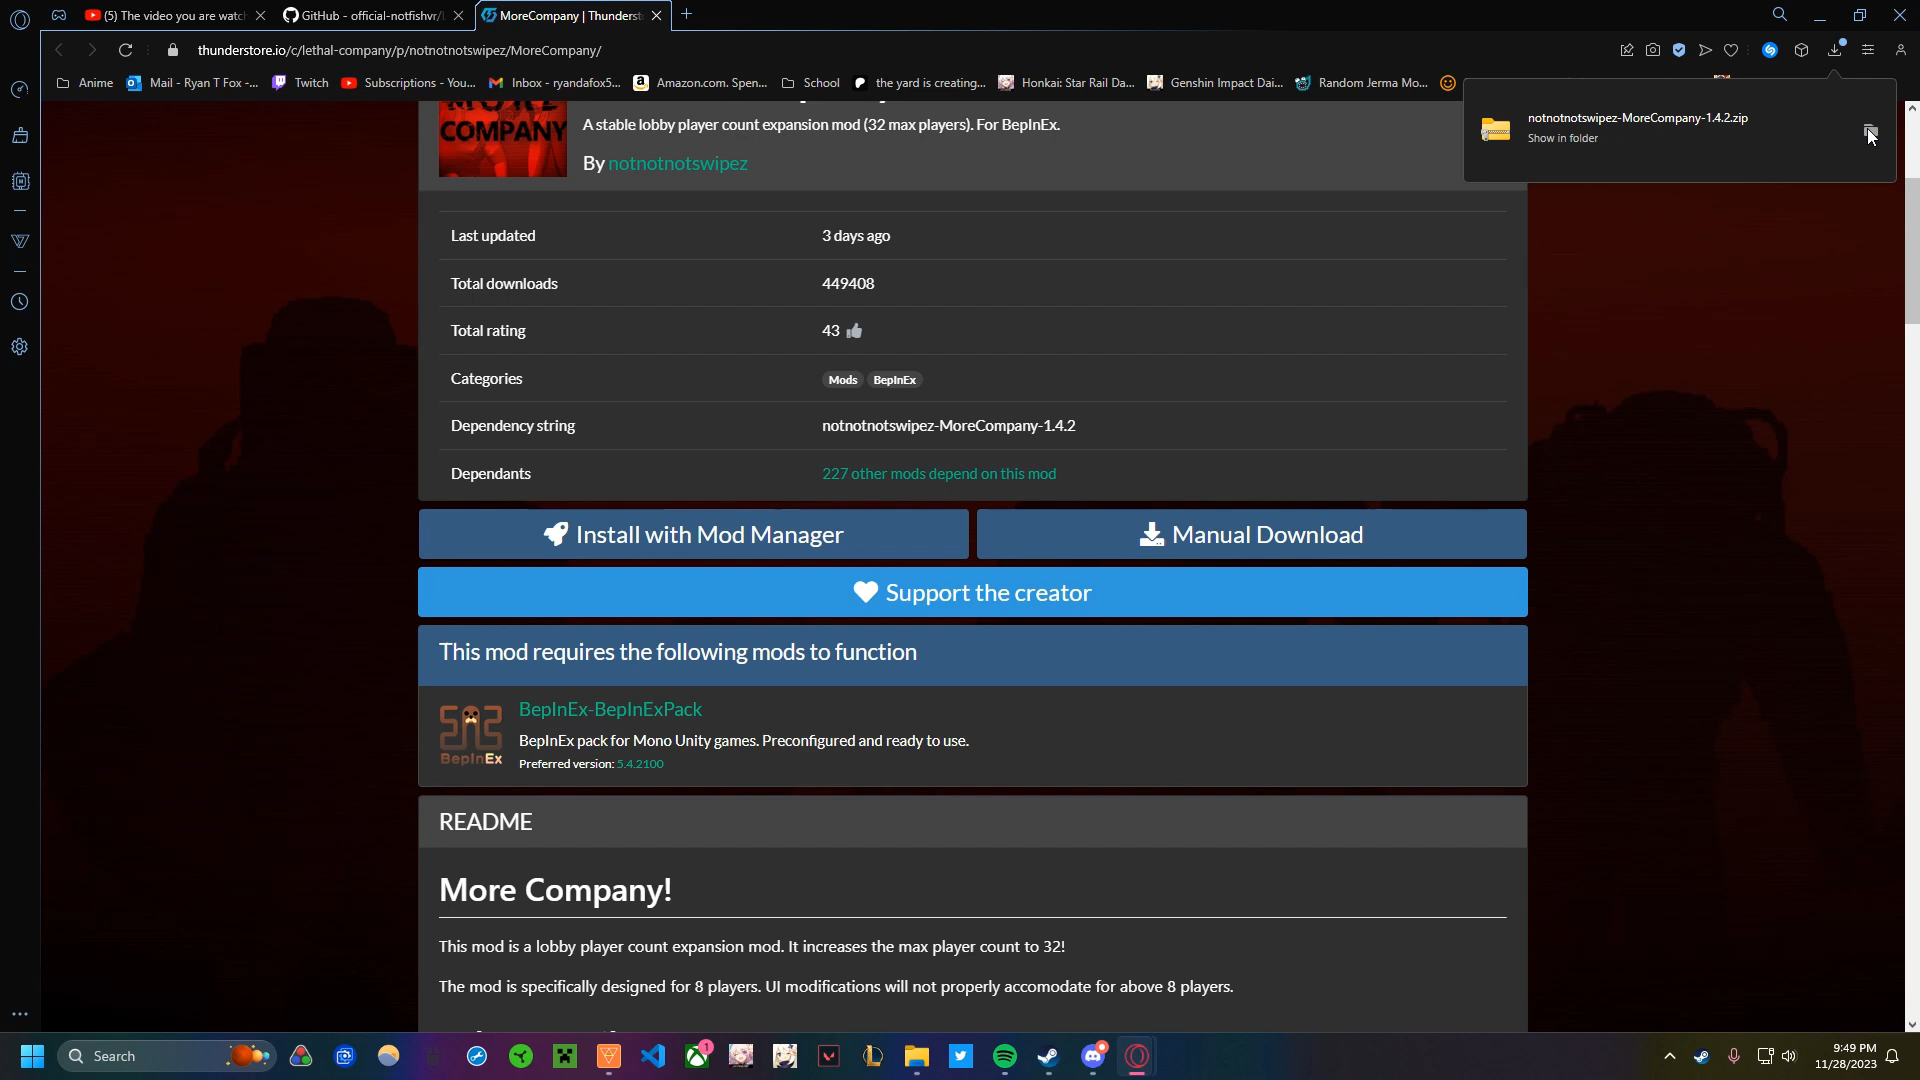 (5) The video you are watc
GitHub - official-notfishvr/L
MoreCompany | Thunderst
thunderstore.io/c/lethal-company/p/notnotnotswipez/MoreCompany/
Anime
Mail - Ryan T Fox -...
Twitch
Subscriptions - You...
Inbox - ryandafox5...
Amazon.com. Spen...
School
the yard is creating...
Honkai: Star Rail Da...
Genshin Impact Dai...
Random Jerma Mo...
notnotnotswipez-MoreCompany-1.4.2.zip
Show in folder
COMPANY
A stable lobby player count expansion mod (32 max players). For BepInEx.
By notnotnotswipez
Last updated 3 days ago
Total downloads 449408
Total rating 43
Categories Mods BepInEx
Dependency string notnotnotswipez-MoreCompany-1.4.2
Dependants 227 other mods depend on this mod
Install with Mod Manager
Manual Download
Support the creator
This mod requires the following mods to function
BepInEx
BepInEx-BepInExPack
BepInEx pack for Mono Unity games. Preconfigured and ready to use.
Preferred version: 5.4.2100
README
More Company!
This mod is a lobby player count expansion mod. It increases the max player count to 32!
The mod is specifically designed for 8 players. UI modifications will not properly accomodate for above 8 players.
Search
1
9:49 PM
11/28/2023